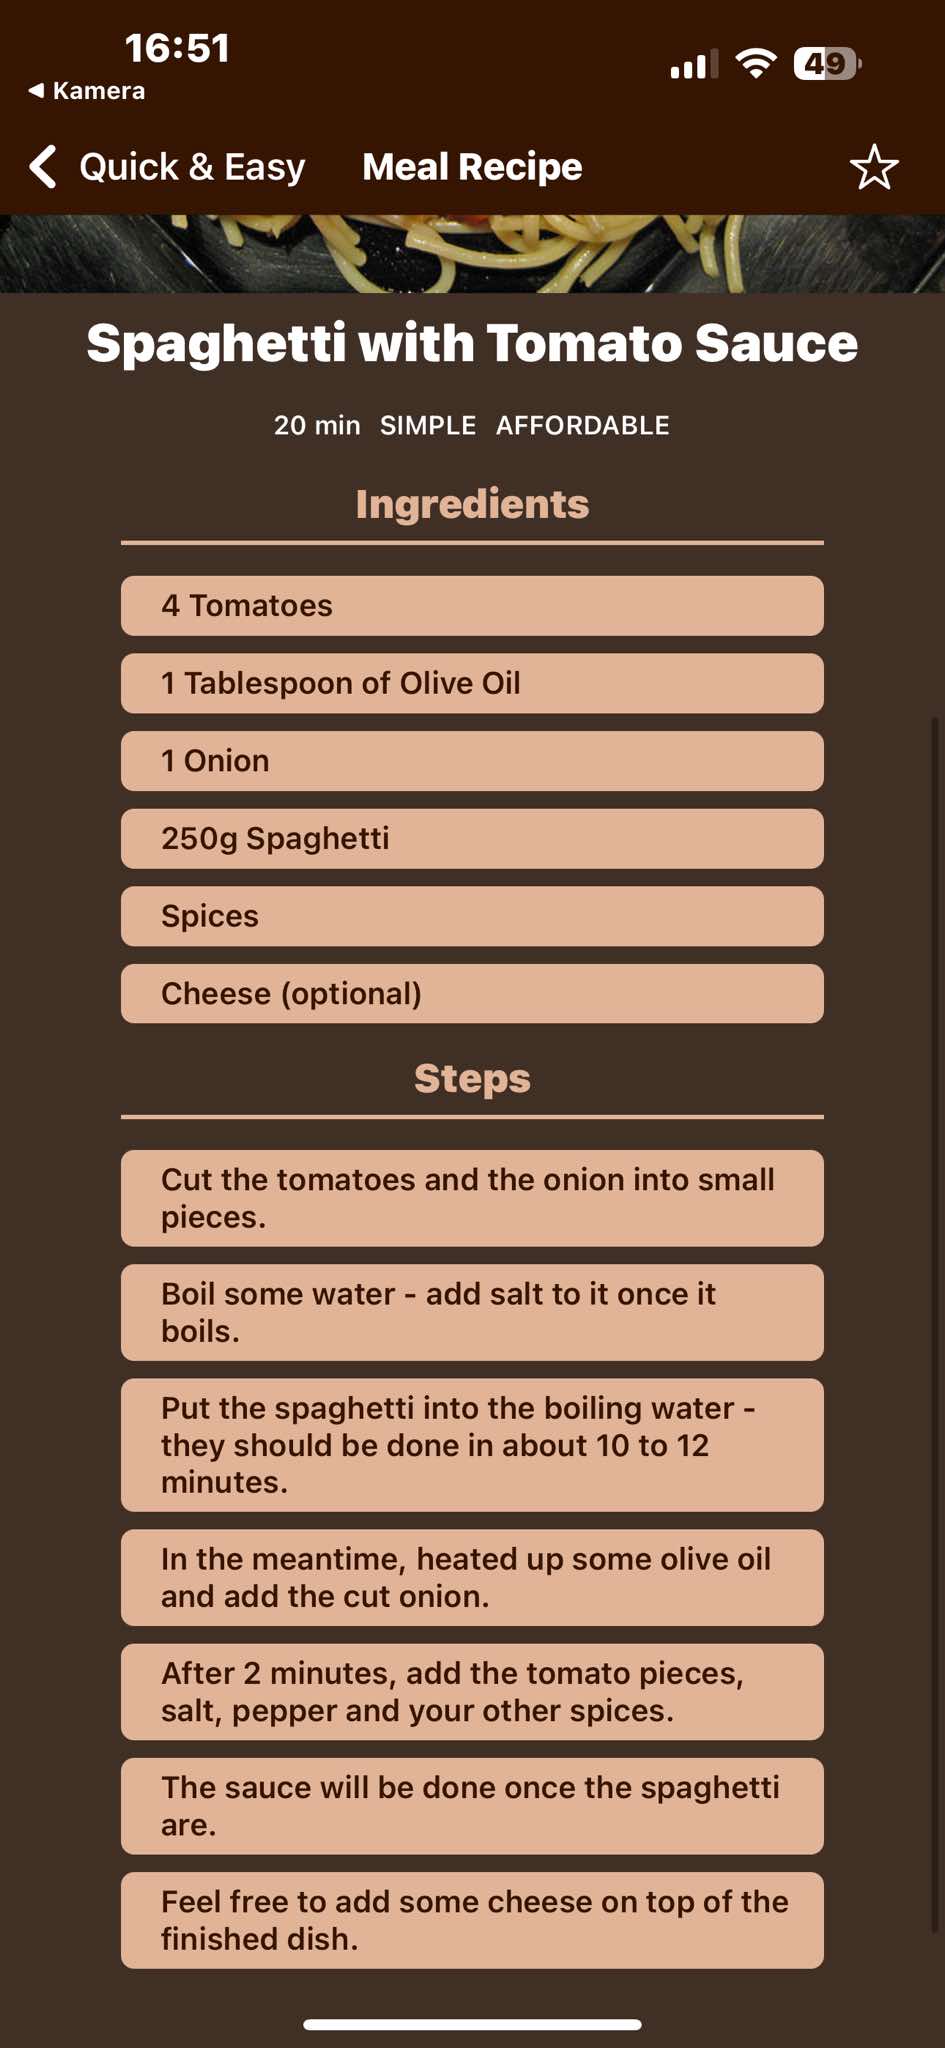 16:51
49
◀ Kamera
Quick & Easy
Meal Recipe
Spaghetti with Tomato Sauce
20 min SIMPLE AFFORDABLE
Ingredients
4 Tomatoes
1 Tablespoon of Olive Oil
1 Onion
250g Spaghetti
Spices
Cheese (optional)
Steps
Cut the tomatoes and the onion into small
pieces.
Boil some water - add salt to it once it
boils.
Put the spaghetti into the boiling water -
they should be done in about 10 to 12
minutes.
In the meantime, heated up some olive oil
and add the cut onion.
After 2 minutes, add the tomato pieces,
salt, pepper and your other spices.
The sauce will be done once the spaghetti
are.
Feel free to add some cheese on top of the
finished dish.